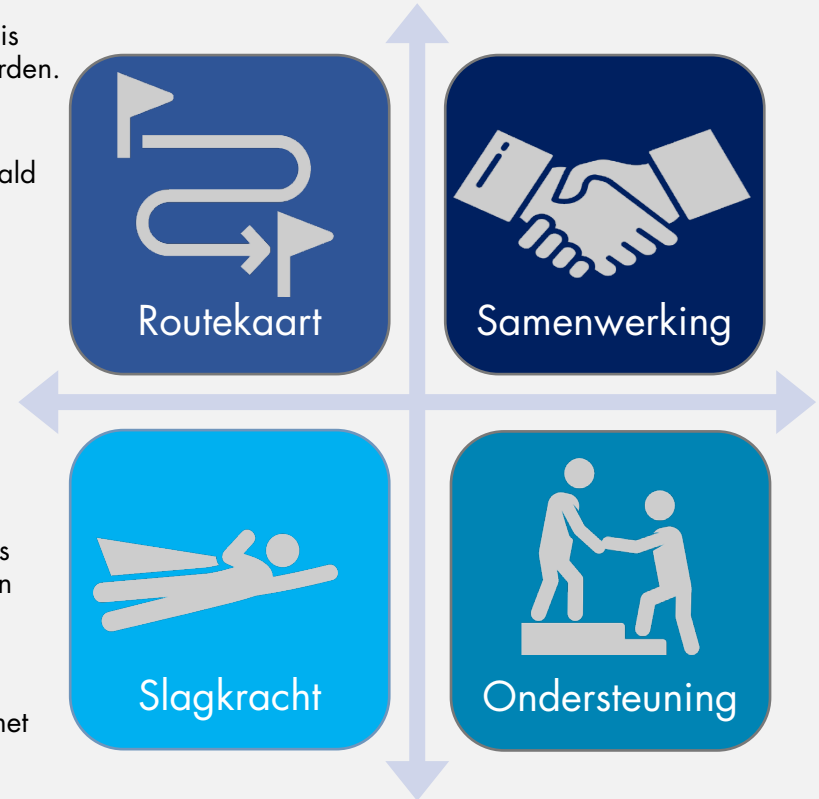 is
rden.
ald
Routekaart
Samenwerking
s
n
net
Slagkracht
Ondersteuning